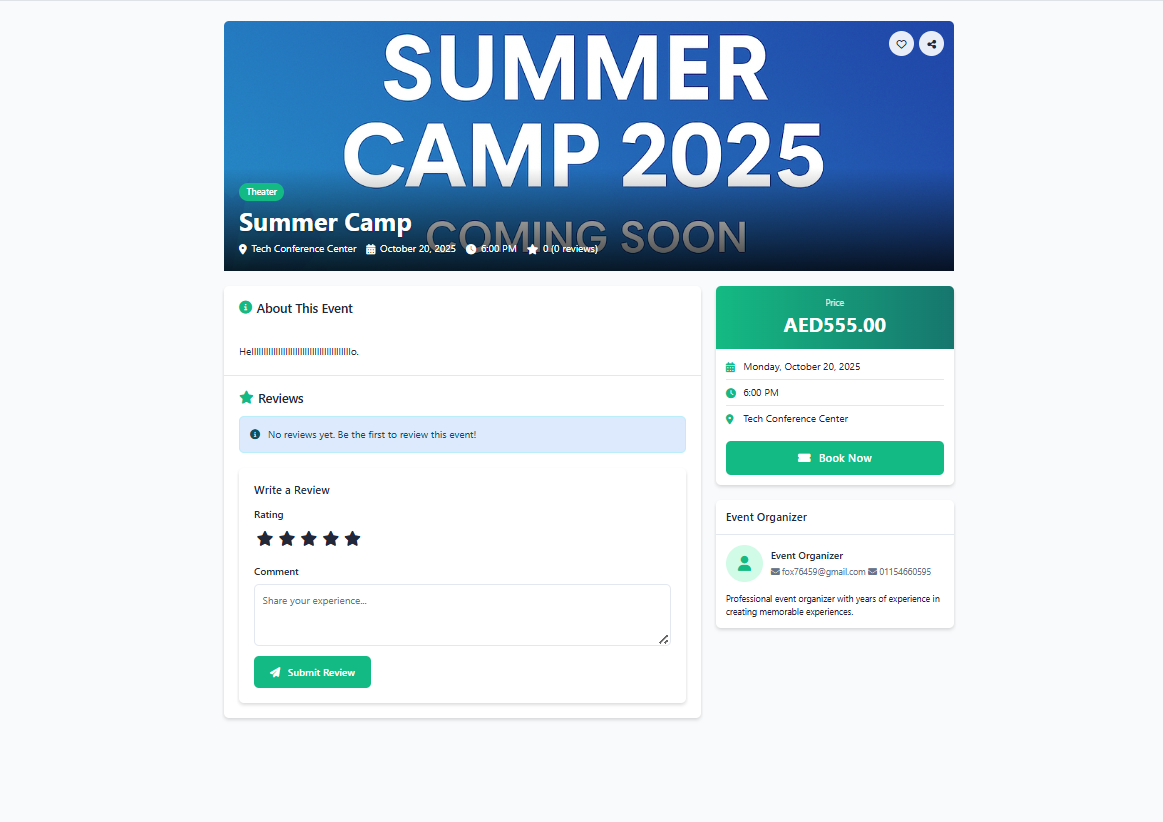 SUMMER
CAMP 2025
COMING SOON
Theater
Summer Camp
Tech Conference Center October 20, 2025 6:00 PM 0 (0 reviews)
About This Event
Helllllllllllllllllllllllllllllllllllllllo.
Reviews
No reviews yet. Be the first to review this event!
Write a Review
Rating
Comment
Share your experience...
Submit Review
Price
AED555.00
Monday, October 20, 2025
6:00 PM
Tech Conference Center
Book Now
Event Organizer
Event Organizer
fox76459@gmail.com 01154660595
Professional event organizer with years of experience in
creating memorable experiences.